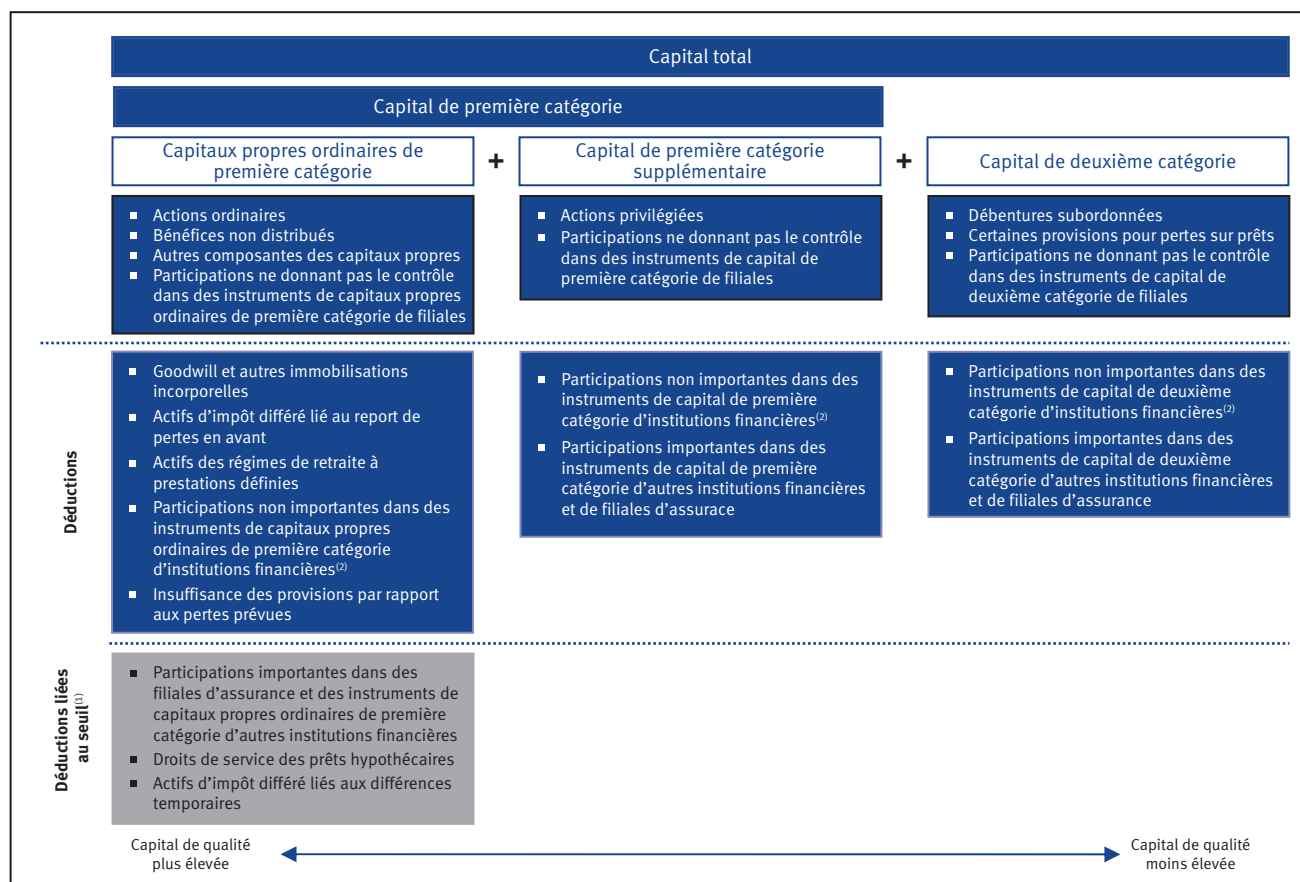 Capital total
Capital de première catégorie
Capitaux propres ordinaires de
première catégorie
+
Capital de première catégorie
supplémentaire
+
Capital de deuxième catégorie
▪ Actions ordinaires
▪ Bénéfices non distribués
▪ Autres composantes des capitaux propres
▪ Participations ne donnant pas le contrôle
dans des instruments de capitaux propres
ordinaires de première catégorie de filiales
▪ Actions privilégiées
▪ Participations ne donnant pas le contrôle
dans des instruments de capital de
première catégorie de filiales
▪ Débentures subordonnées
▪ Certaines provisions pour pertes sur prêts
▪ Participations ne donnant pas le contrôle
dans des instruments de capital de
deuxième catégorie de filiales
Déductions
▪ Goodwill et autres immobilisations
incorporelles
▪ Actifs d'impôt différé lié au report de
pertes en avant
▪ Actifs des régimes de retraite à
prestations définies
▪ Participations non importantes dans des
instruments de capitaux propres
ordinaires de première catégorie
d'institutions financières(2)
▪ Insuffisance des provisions par rapport
aux pertes prévues
▪ Participations non importantes dans des
instruments de capital de première
catégorie d'institutions financières(2)
▪ Participations importantes dans des
instruments de capital de première
catégorie d'autres institutions financières
et de filiales d'assurace
▪ Participations non importantes dans des
instruments de capital de deuxième
catégorie d'institutions financières(2)
▪ Participations importantes dans des
instruments de capital de deuxième
catégorie d'autres institutions financières
et de filiales d'assurance
Déductions liées
au seuil(1)
▪ Participations importantes dans des
filiales d'assurance et des instruments de
capitaux propres ordinaires de première
catégorie d'autres institutions financières
▪ Droits de service des prêts hypothécaires
▪ Actifs d'impôt différé liés aux différences
temporaires
Capital de qualité
plus élevée
Capital de qualité
moins élevée